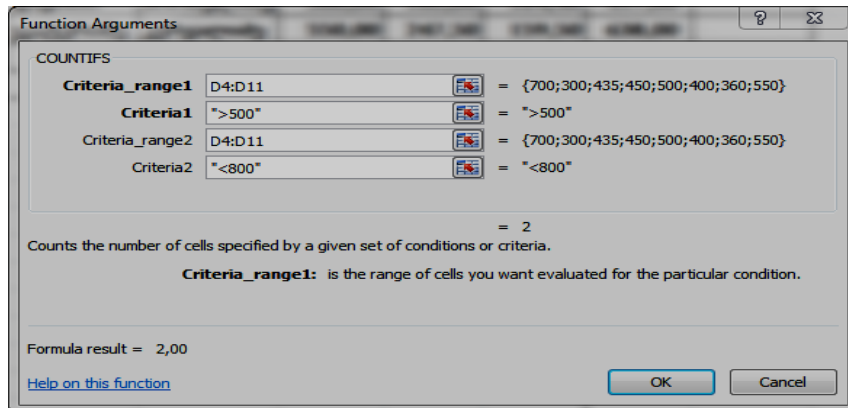 Function Arguments
COUNTIFS
Criteria_range1 D4:D11 = {700;300;435;450;500;400;360;550}
Criteria1 ">500" = ">500"
Criteria_range2 D4:D11 = {700;300;435;450;500;400;360;550}
Criteria2 "<800" = "<800"
= 2
Counts the number of cells specified by a given set of conditions or criteria.
Criteria_range1: is the range of cells you want evaluated for the particular condition.
Formula result = 2,00
Help on this function
OK Cancel